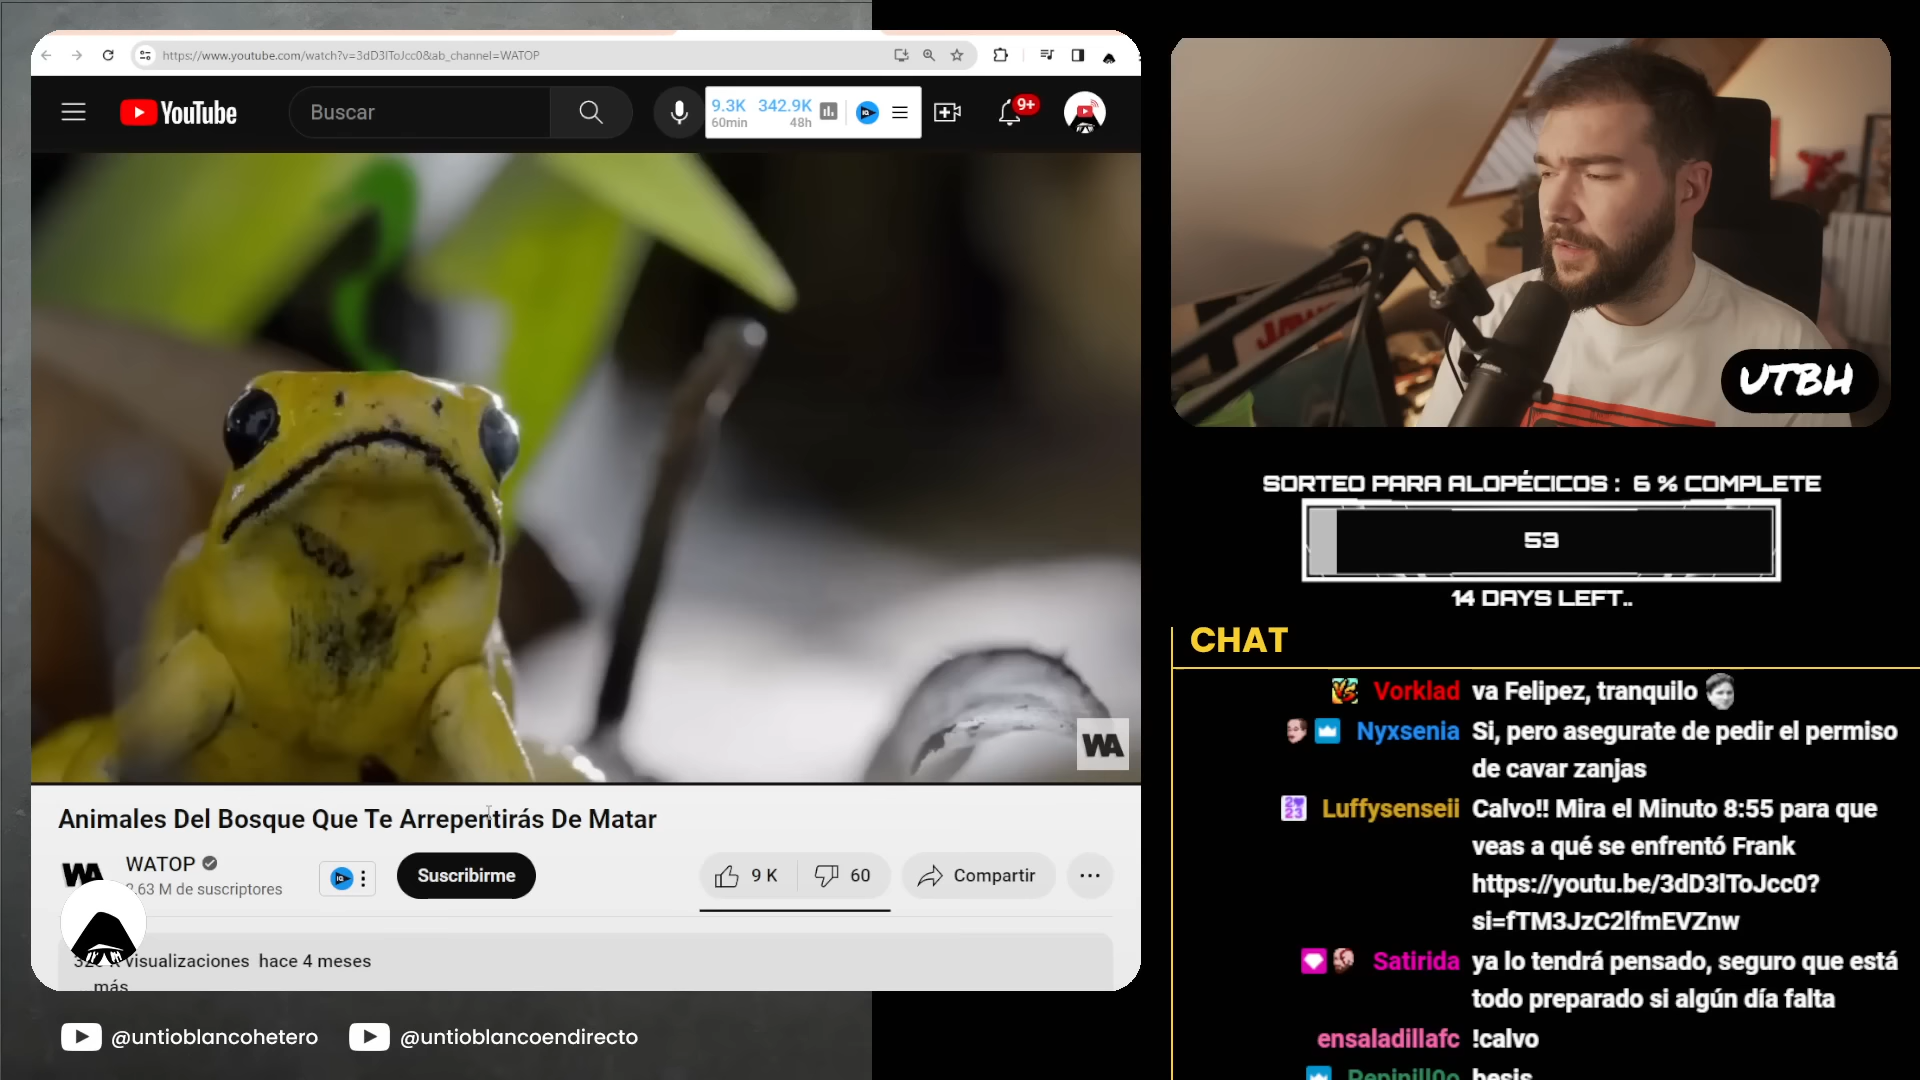 https://www.youtube.com/watch?v=3dD3lToJcc0&ab_channel=WATOP
YouTube
Buscar
9.3K 342.9K
60min 48h
9+
WA
Animales Del Bosque Que Te Arrepentirás De Matar
WATOP
2.63 M de suscriptores
Suscribirme
9 K
60
Compartir
visualizaciones hace 4 meses
más
@untioblancohetero
@untioblancoendirecto
UTBH
SORTEO PARA ALOPÉCICOS : 6 % COMPLETE
53
14 DAYS LEFT..
CHAT
Vorklad va Felipez, tranquilo
Nyxsenia Si, pero asegurate de pedir el permiso
de cavar zanjas
Luffysenseii Calvo!! Mira el Minuto 8:55 para que
veas a qué se enfrentó Frank
https://youtu.be/3dD3lToJcc0?
si=fTM3JzC2lfmEVZnw
Satirida ya lo tendrá pensado, seguro que está
todo preparado si algún día falta
ensaladillafc !calvo